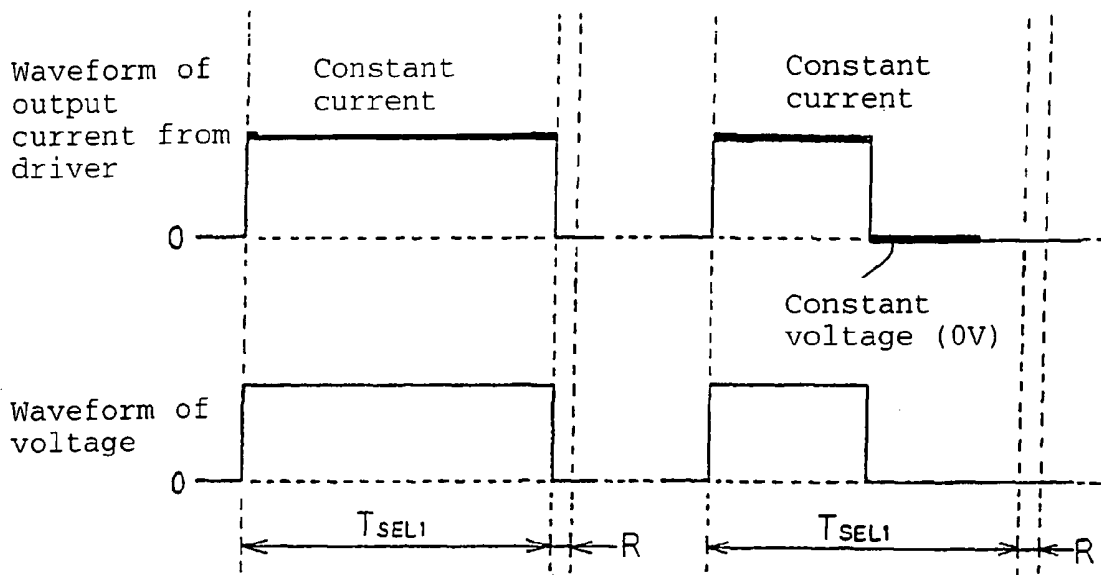 Waveform of
output
current from
driver
Constant
current
Constant
current
0
Constant
voltage (0V)
Waveform of
voltage
0
TSEL1
R
TSEL1
R